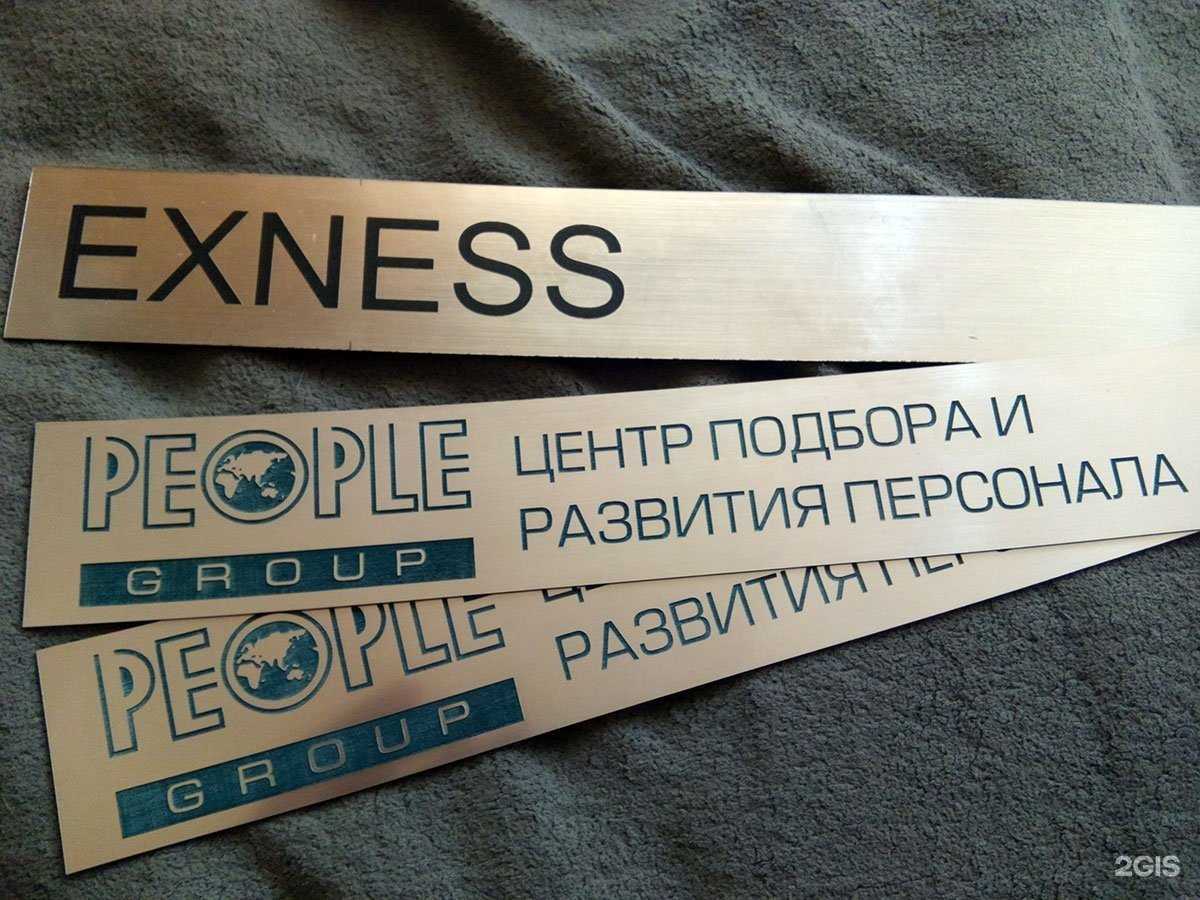 EXNESS
PEOPLE
GROUP
ЦЕНТР ПОДБОРА И
РАЗВИТИЯ ПЕРСОНАЛА
PEOPLE
GROUP
РАЗВИТИЯ
2GIS